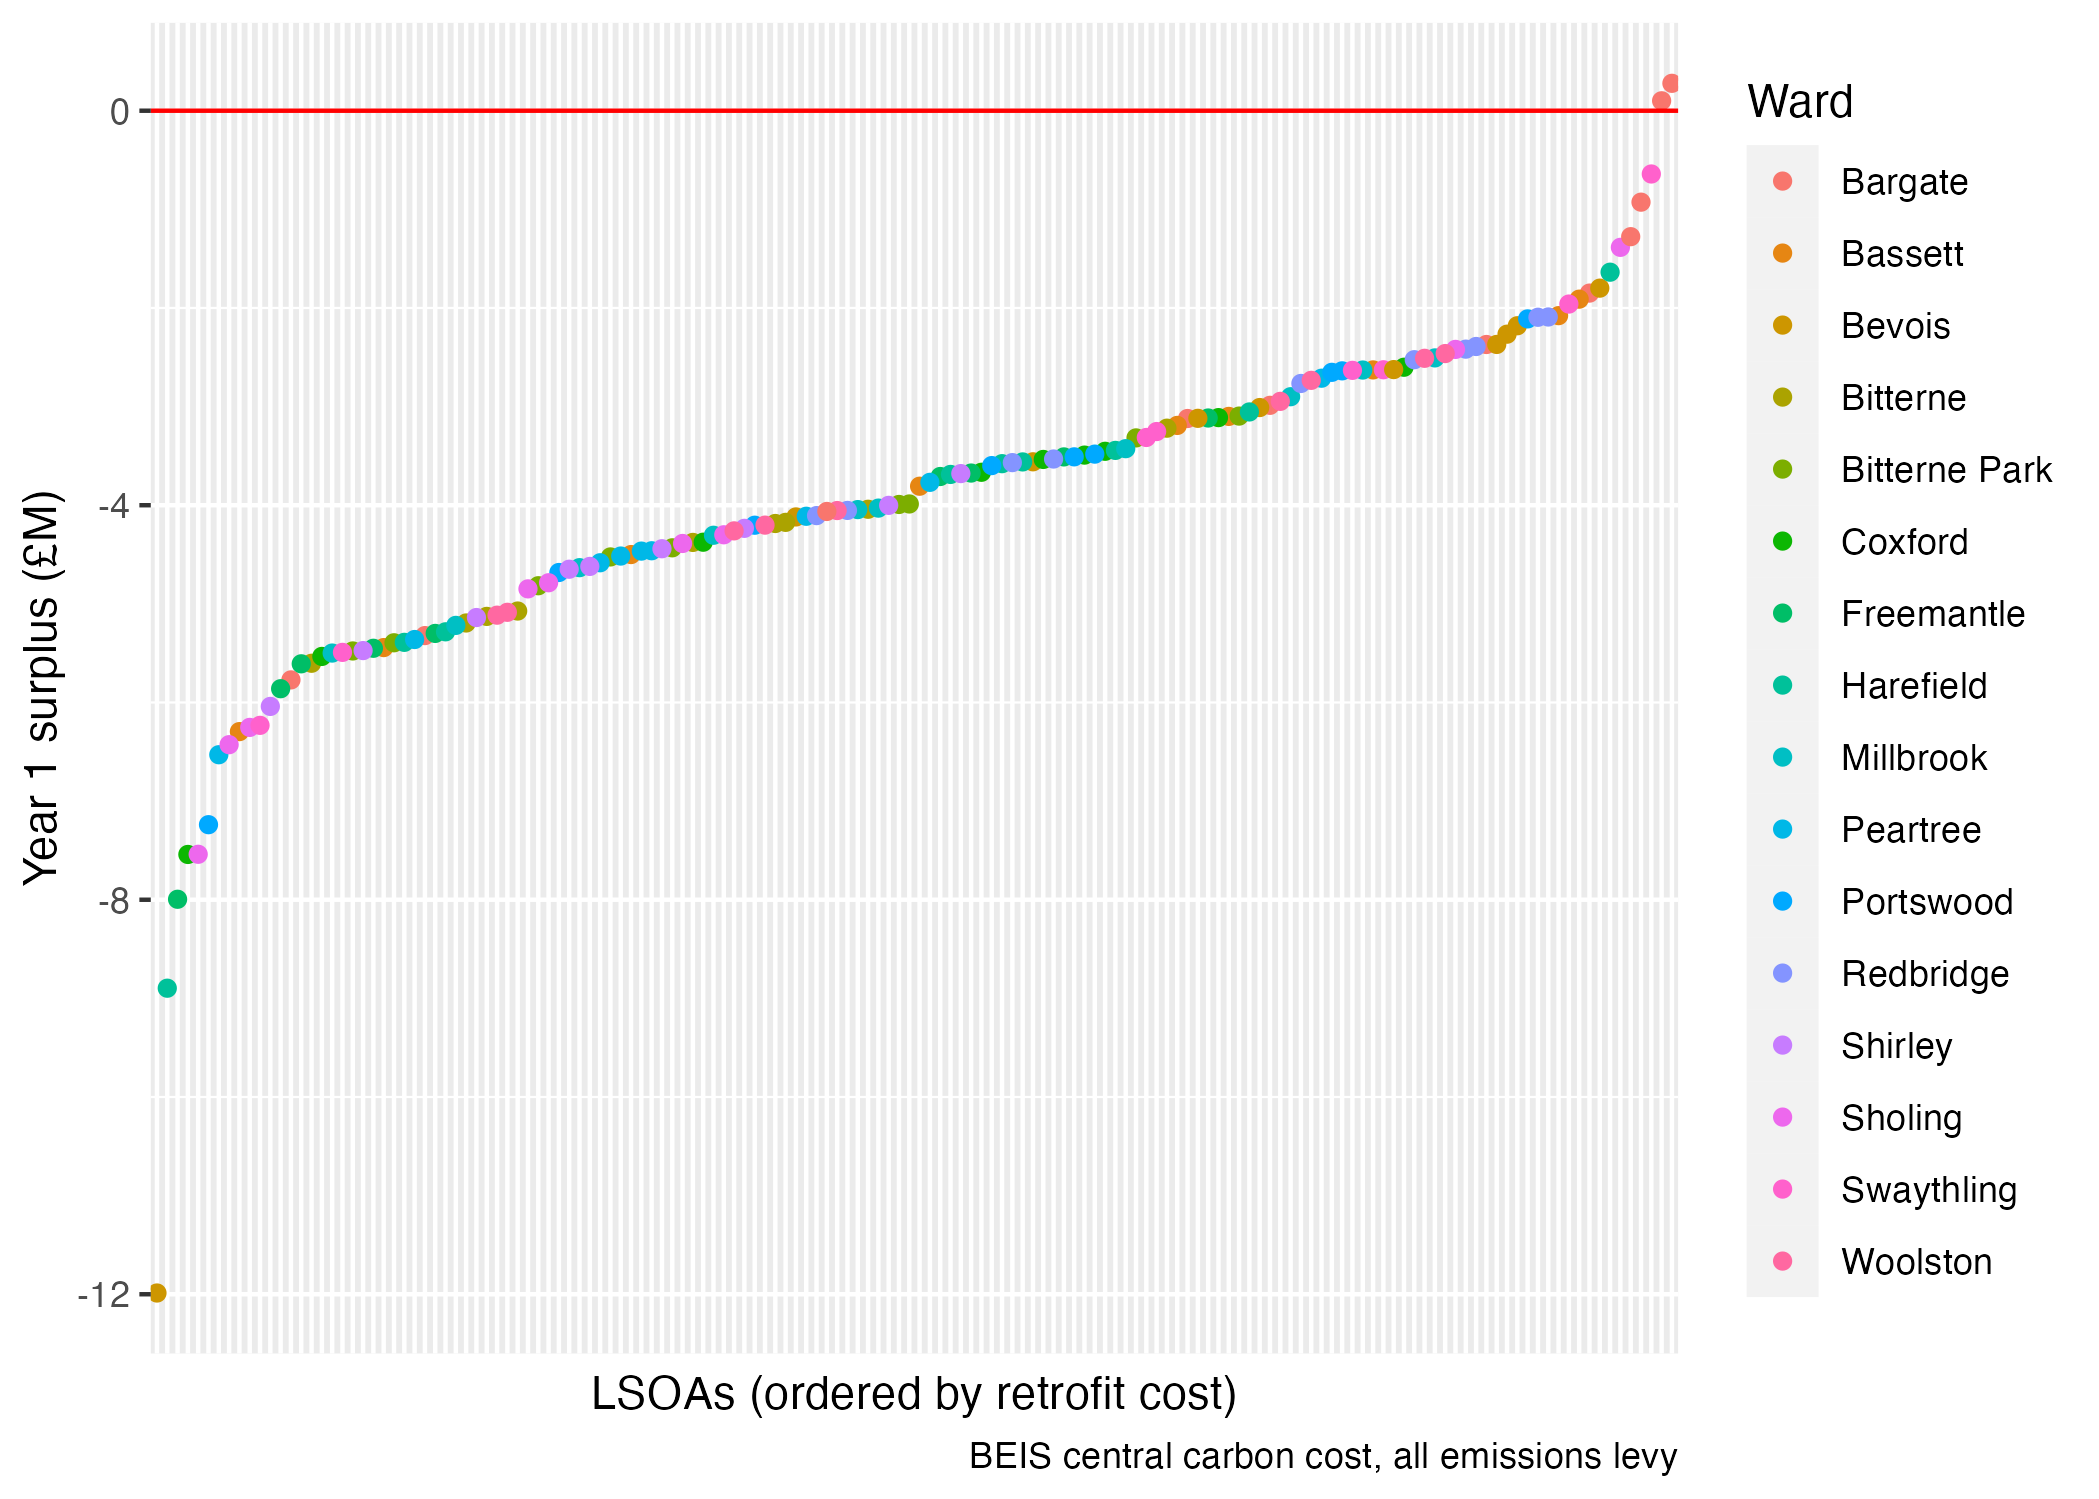 0
-4
-8
-12
Year 1 surplus (£M)
LSOAs (ordered by retrofit cost)
BEIS central carbon cost, all emissions levy
Ward
Bargate
Bassett
Bevois
Bitterne
Bitterne Park
Coxford
Freemantle
Harefield
Millbrook
Peartree
Portswood
Redbridge
Shirley
Sholing
Swaythling
Woolston